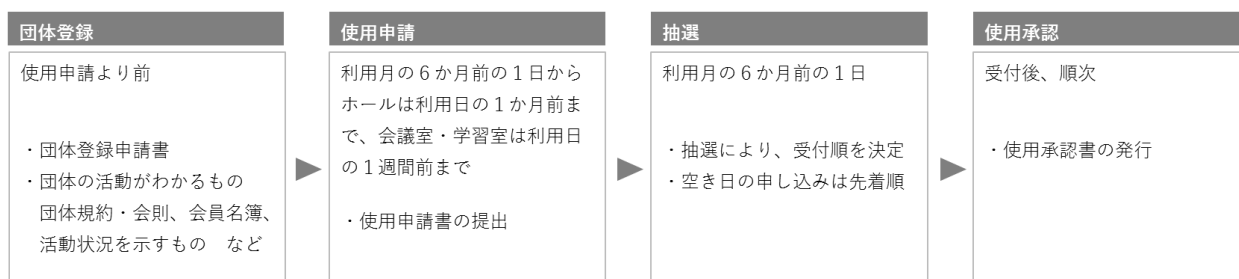 団体登録
使用申請より前
・団体登録申請書
・団体の活動がわかるもの
団体規約・会則、会員名簿、
活動状況を示すもの　など
使用申請
利用月の６か月前の１日から
ホールは利用日の１か月前ま
で、会議室・学習室は利用日
の１週間前まで
・使用申請書の提出
抽選
利用月の６か月前の１日
・抽選により、受付順を決定
・空き日の申し込みは先着順
使用承認
受付後、順次
・使用承認書の発行